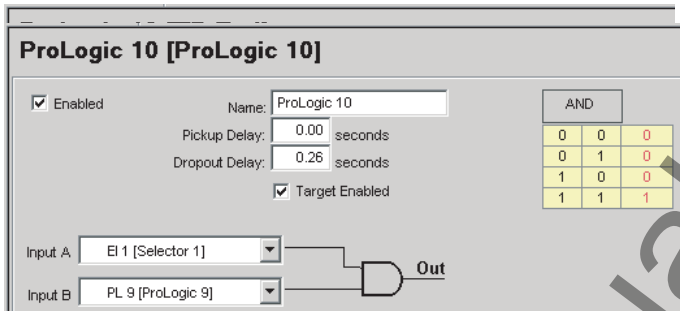 ProLogic 10 [ProLogic 10]
Enabled
Name: ProLogic 10
Pickup Delay: 0.00 seconds
Dropout Delay: 0.26 seconds
Target Enabled
AND
0 0 0
0 1 0
1 0 0
1 1 1
Input A EI 1 [Selector 1]
Out
Input B PL 9 [ProLogic 9]